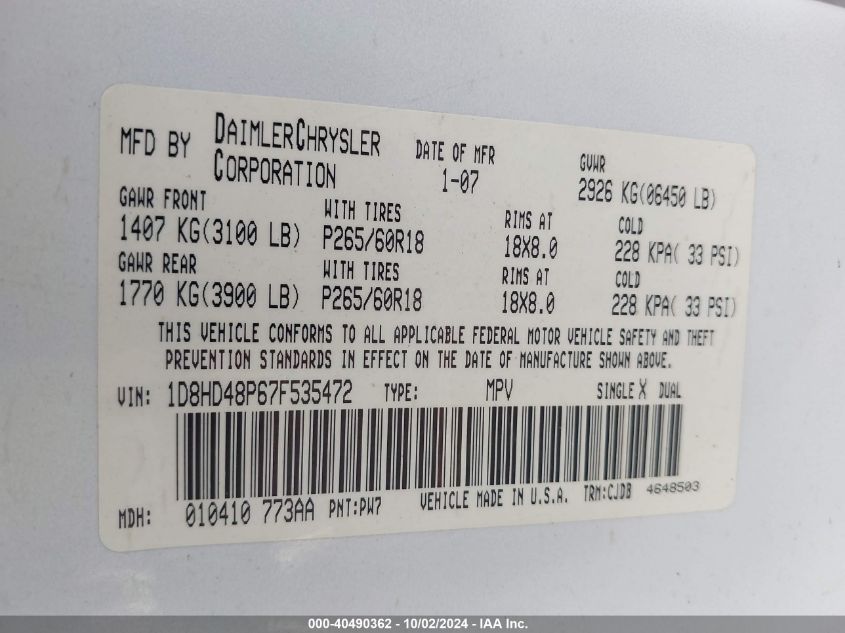 MFD BY DAIMLERCHRYSLER CORPORATION DATE OF MFR 1-07 GVWR 2926 KG(06450 LB)
GAWR FRONT WITH TIRES RIMS AT COLD
1407 KG(3100 LB) P265/60R18 18X8.0 228 KPA( 33 PSI)
GAWR REAR WITH TIRES RIMS AT COLD
1770 KG(3900 LB) P265/60R18 18X8.0 228 KPA( 33 PSI)
THIS VEHICLE CONFORMS TO ALL APPLICABLE FEDERAL MOTOR VEHICLE SAFETY AND THEFT
PREVENTION STANDARDS IN EFFECT ON THE DATE OF MANUFACTURE SHOWN ABOVE.
VIN: 1D8HD48P67F535472 TYPE: MPV SINGLE X DUAL
MDH: 010410 773AA PNT:PW7 VEHICLE MADE IN U.S.A. TRM:CJDB 4648503
000-40490362 - 10/02/2024 - IAA Inc.